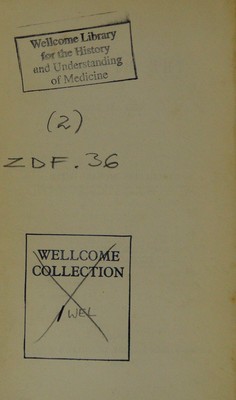 Wellcome Library
for the History
and Understanding
of Medicine
(2)
ZDF.36
WELLCOME
COLLECTION
WEL